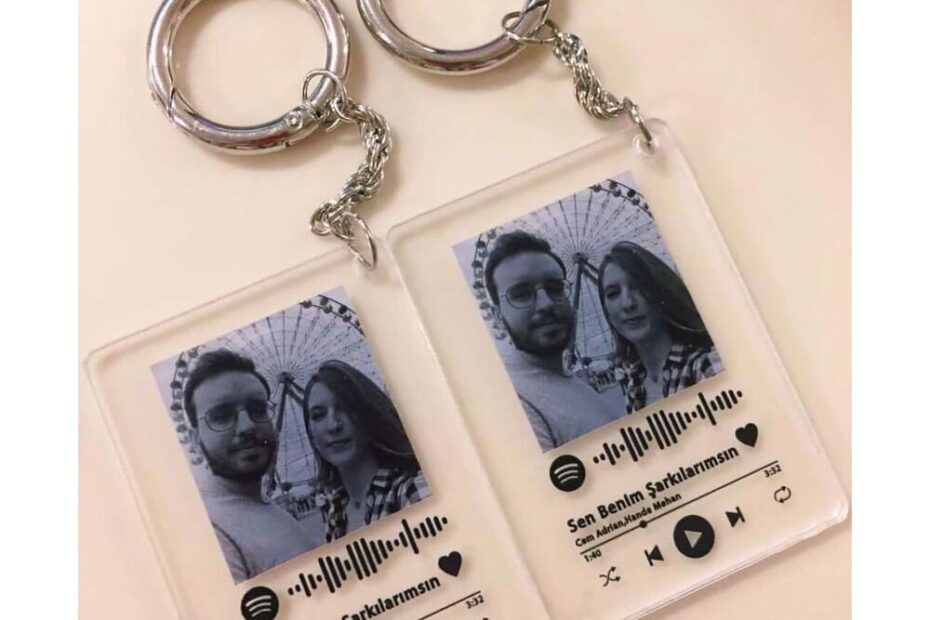 Sen Benim Şarkılarımsın
Cem Adrian,Hande Mehan
1:40
3:32
Şarkılarımsın
3:32